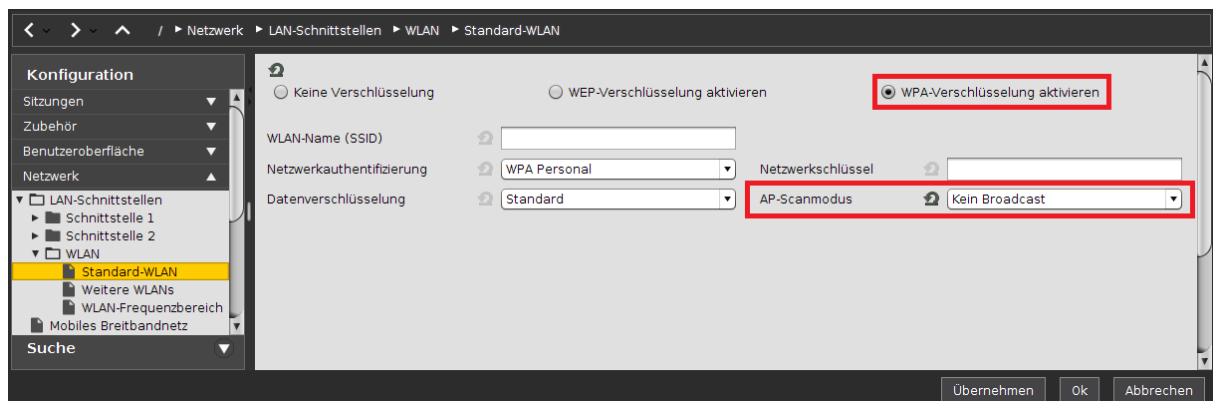 / Netzwerk LAN-Schnittstellen WLAN Standard-WLAN
Konfiguration
Sitzungen
Zubehör
Benutzeroberfläche
Netzwerk
LAN-Schnittstellen
Schnittstelle 1
Schnittstelle 2
WLAN
Standard-WLAN
Weitere WLANs
WLAN-Frequenzbereich
Mobiles Breitbandnetz
Suche
Keine Verschlüsselung WEP-Verschlüsselung aktivieren WPA-Verschlüsselung aktivieren
WLAN-Name (SSID)
Netzwerkauthentifizierung WPA Personal Netzwerkschlüssel
Datenverschlüsselung Standard AP-Scanmodus Kein Broadcast
Übernehmen Ok Abbrechen